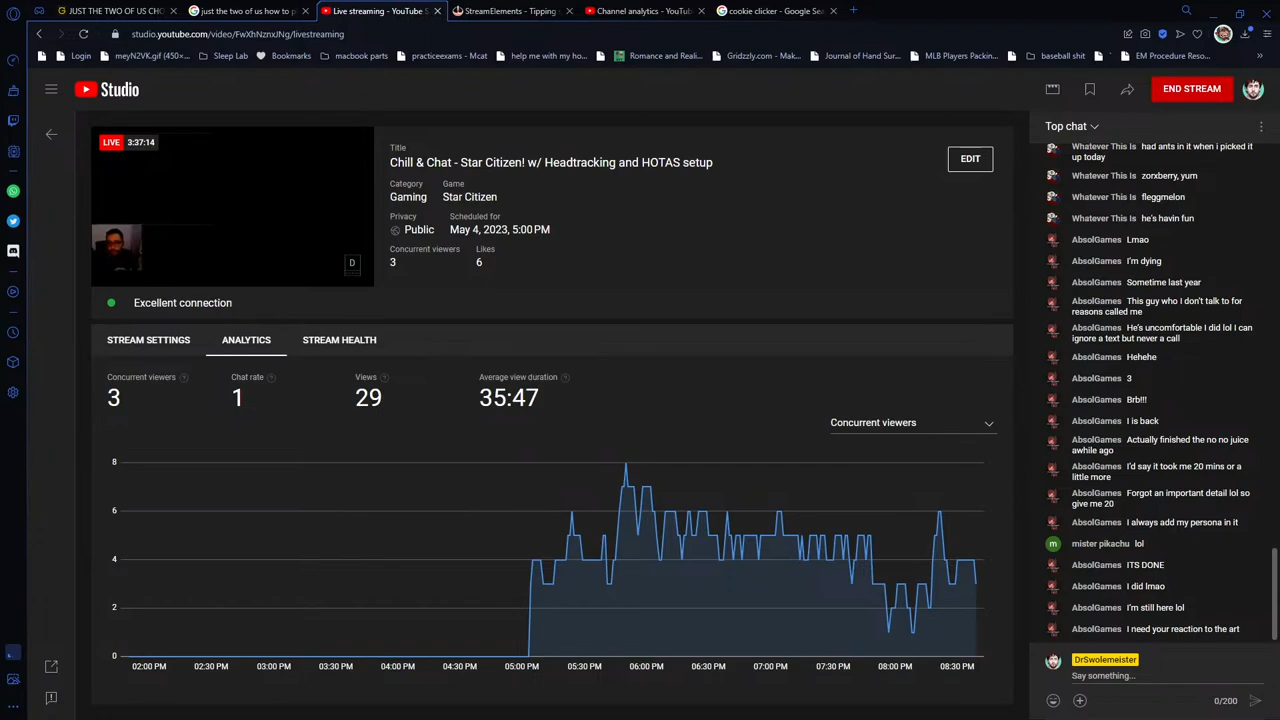 JUST THE TWO OF US CHO
just the two of us how to p
Live streaming - YouTube S
StreamElements - Tipping
Channel analytics - YouTub
cookie clicker - Google Sea
studio.youtube.com/video/FwXhNznxJNg/livestreaming
Login
meyN2VK.gif (450×...
Sleep Lab
Bookmarks
macbook parts
practiceexams - Mcat
help me with my ho...
Romance and Reali...
Gridzzly.com - Mak...
Journal of Hand Sur...
MLB Players Packin...
baseball shit
EM Procedure Reso...
Studio
END STREAM
LIVE 3:37:14
D
Title
Chill & Chat - Star Citizen! w/ Headtracking and HOTAS setup
EDIT
Category Game
Gaming Star Citizen
Privacy Scheduled for
Public May 4, 2023, 5:00 PM
Concurrent viewers Likes
3 6
Excellent connection
STREAM SETTINGS ANALYTICS STREAM HEALTH
Concurrent viewers Chat rate Views Average view duration
3 1 29 35:47
Concurrent viewers
8
6
4
2
0
02:00 PM 02:30 PM 03:00 PM 03:30 PM 04:00 PM 04:30 PM 05:00 PM 05:30 PM 06:00 PM 06:30 PM 07:00 PM 07:30 PM 08:00 PM 08:30 PM
Top chat
Whatever This Is had ants in it when i picked it
up today
Whatever This Is zorxberry, yum
Whatever This Is fleggmelon
Whatever This Is he's havin fun
AbsolGames Lmao
AbsolGames I'm dying
AbsolGames Sometime last year
AbsolGames This guy who I don't talk to for
reasons called me
AbsolGames He's uncomfortable I did lol I can
ignore a text but never a call
AbsolGames Hehehe
AbsolGames 3
AbsolGames Brb!!!
AbsolGames I is back
AbsolGames Actually finished the no no juice
awhile ago
AbsolGames I'd say it took me 20 mins or a
little more
AbsolGames Forgot an important detail lol so
give me 20
AbsolGames I always add my persona in it
m mister pikachu lol
AbsolGames ITS DONE
AbsolGames I did lmao
AbsolGames I'm still here lol
AbsolGames I need your reaction to the art
DrSwolemeister
Say something...
0/200